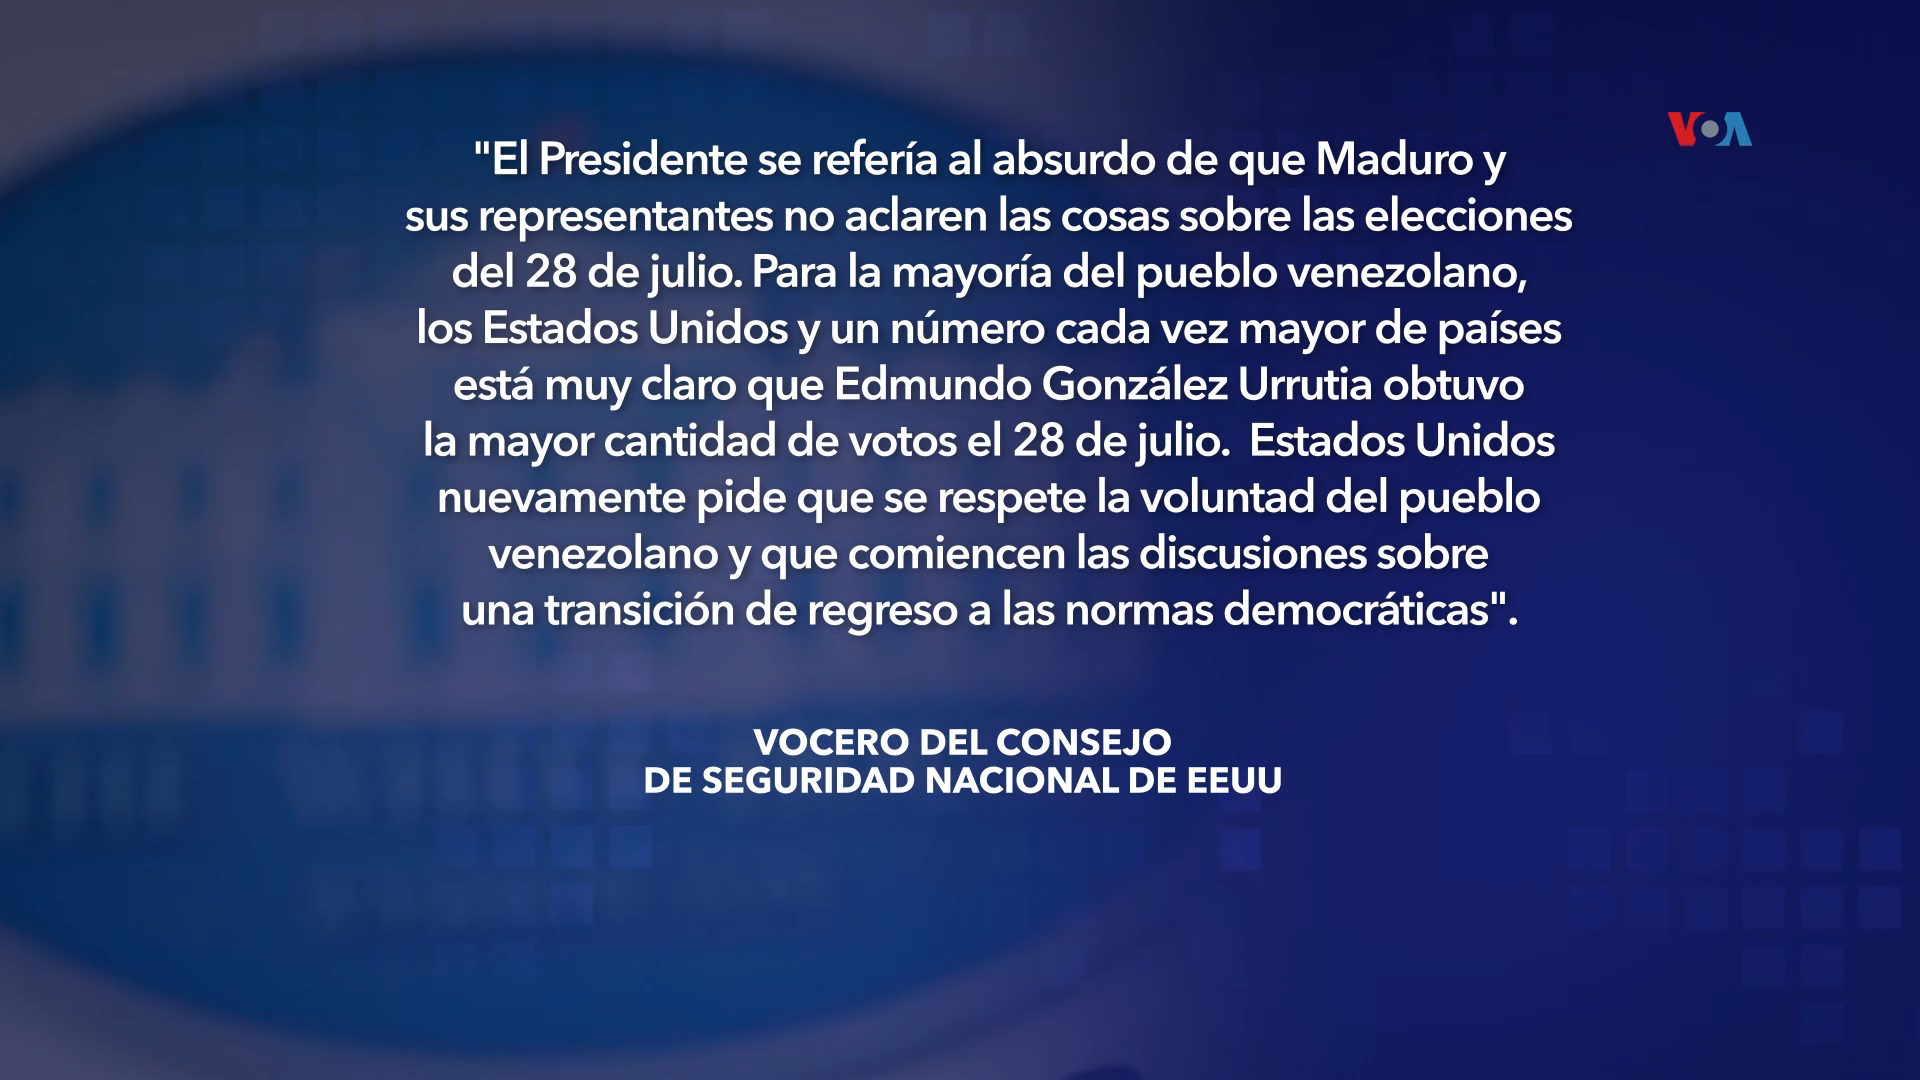 VOA
"El Presidente se refería al absurdo de que Maduro y
sus representantes no aclaren las cosas sobre las elecciones
del 28 de julio. Para la mayoría del pueblo venezolano,
los Estados Unidos y un número cada vez mayor de países
está muy claro que Edmundo González Urrutia obtuvo
la mayor cantidad de votos el 28 de julio.  Estados Unidos
nuevamente pide que se respete la voluntad del pueblo
venezolano y que comiencen las discusiones sobre
una transición de regreso a las normas democráticas".
VOCERO DEL CONSEJO
DE SEGURIDAD NACIONAL DE EEUU